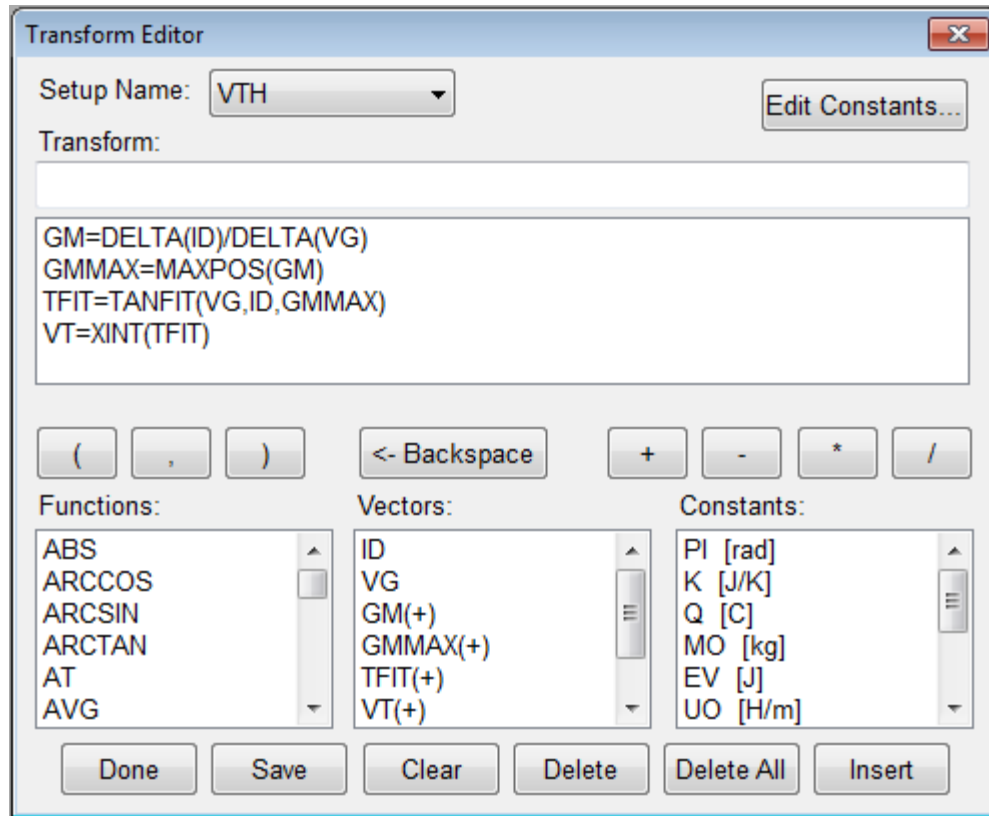 Transform Editor
Setup Name: VTH
Edit Constants...
Transform:
GM=DELTA(ID)/DELTA(VG)
GMMAX=MAXPOS(GM)
TFIT=TANFIT(VG,ID,GMMAX)
VT=XINT(TFIT)
( , ) <- Backspace + - * /
Functions: Vectors: Constants:
ABS ID PI [rad]
ARCCOS VG K [J/K]
ARCSIN GM(+) Q [C]
ARCTAN GMMAX(+) MO [kg]
AT TFIT(+) EV [J]
AVG VT(+) UO [H/m]
Done Save Clear Delete Delete All Insert